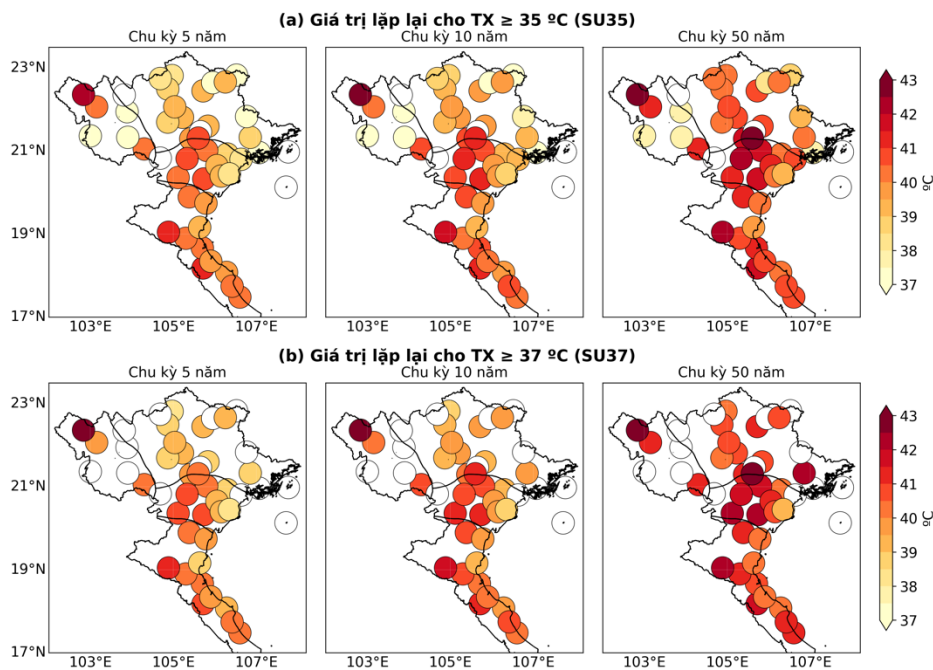 (a) Giá trị lặp lại cho TX ≥ 35 ºC (SU35)
Chu kỳ 5 năm
Chu kỳ 10 năm
Chu kỳ 50 năm
23°N
21°N
19°N
17°N
103°E 105°E 107°E
103°E 105°E 107°E
103°E 105°E 107°E
43
42
41
40
39
38
37
ºC
(b) Giá trị lặp lại cho TX ≥ 37 ºC (SU37)
Chu kỳ 5 năm
Chu kỳ 10 năm
Chu kỳ 50 năm
23°N
21°N
19°N
17°N
103°E 105°E 107°E
103°E 105°E 107°E
103°E 105°E 107°E
43
42
41
40
39
38
37
ºC